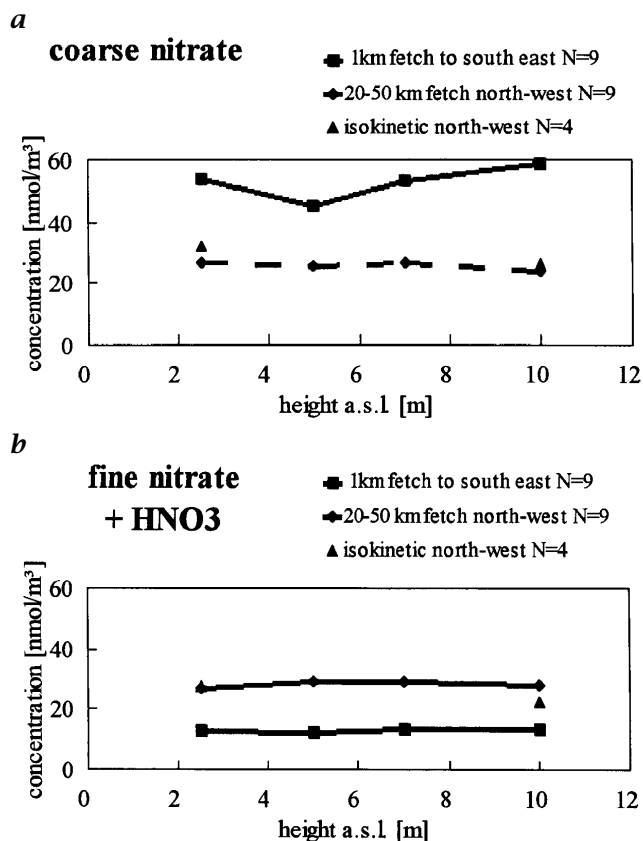 a
coarse nitrate
1km fetch to south east N=9
20-50 km fetch north-west N=9
isokinetic north-west N=4
concentration [nmol/m³]
60
40
20
0
0 2 4 6 8 10 12
height a.s.l. [m]
b
fine nitrate
+ HNO3
1km fetch to south east N=9
20-50 km fetch north-west N=9
isokinetic north-west N=4
concentration [nmol/m³]
60
40
20
0
0 2 4 6 8 10 12
height a.s.l. [m]